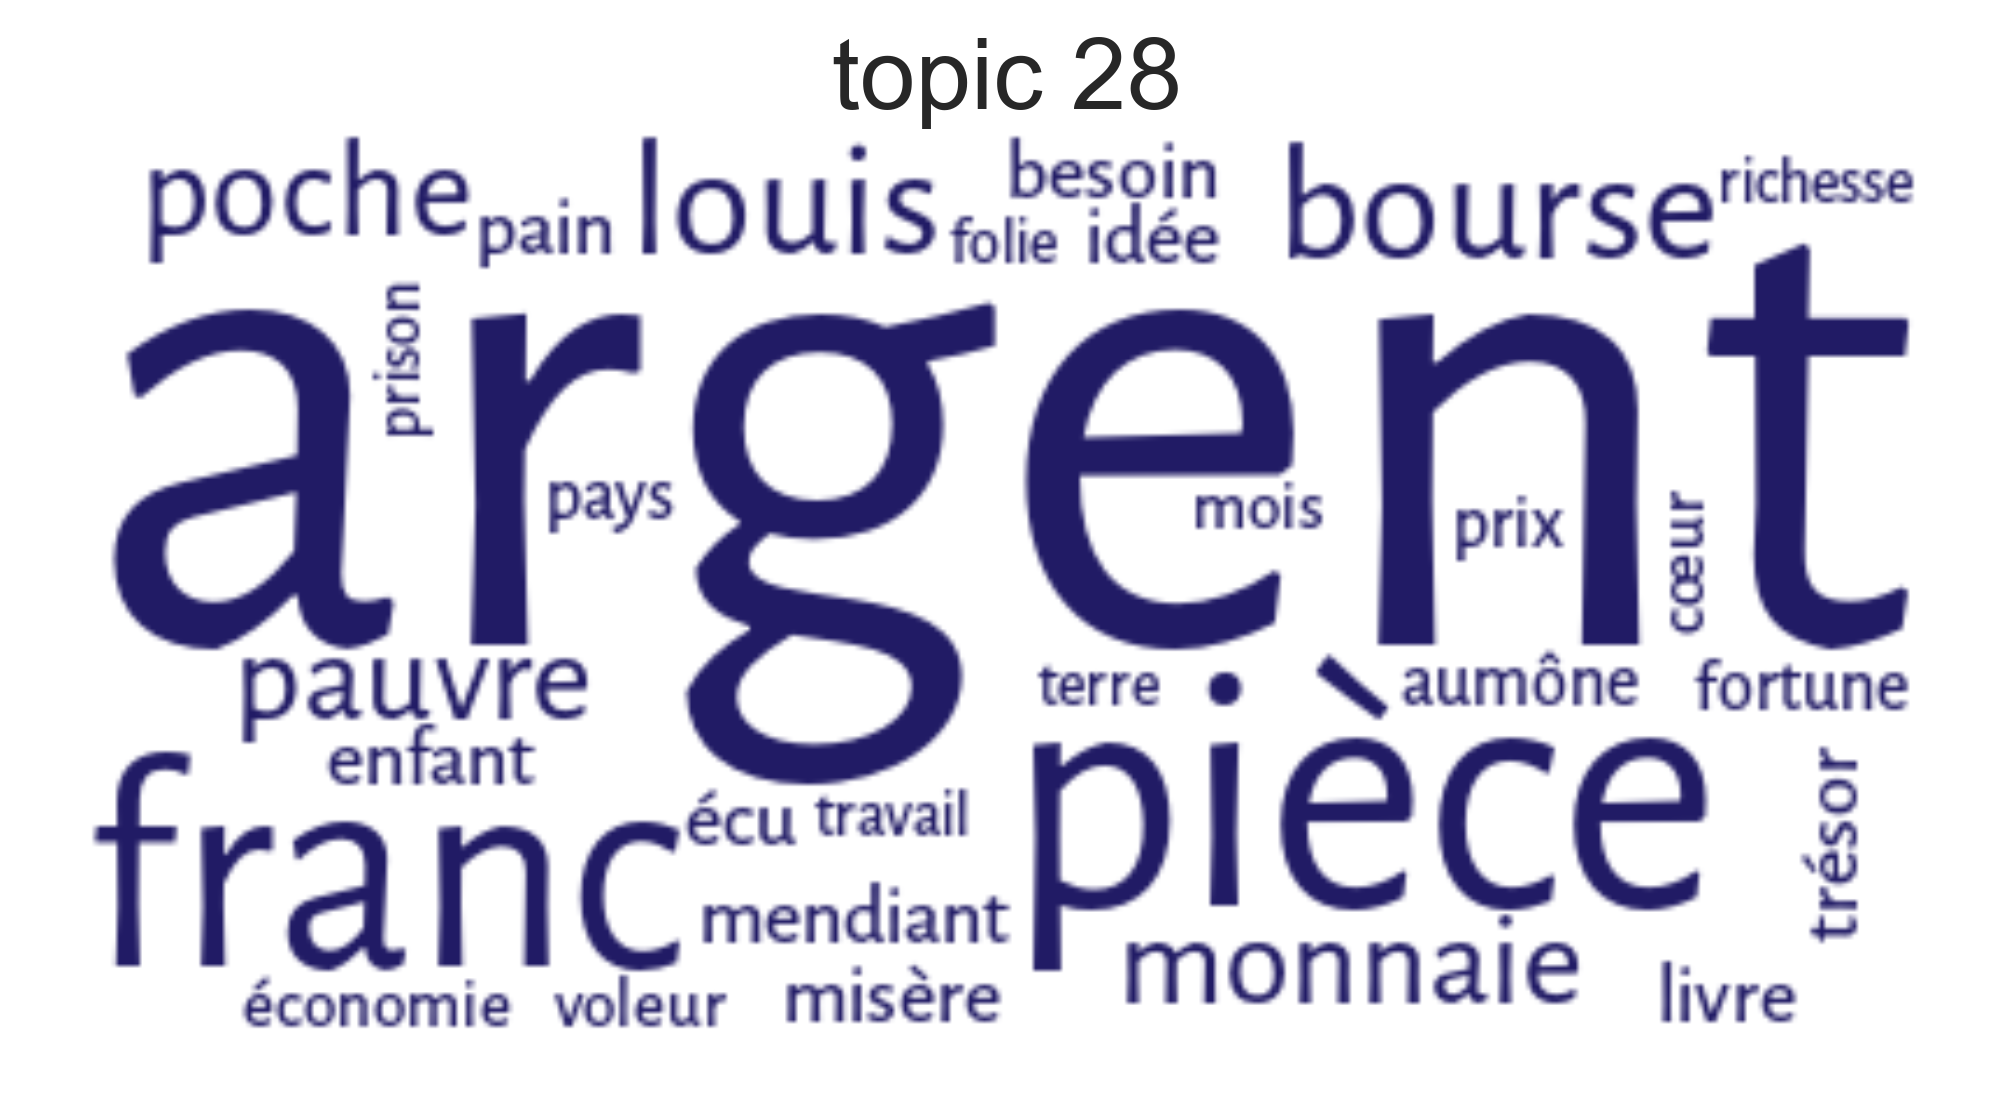 topic 28
poche
pain
louis
besoin
folie
idée
bourse
richesse
argent
prison
pays
mois
prix
cœur
pauvre
enfant
terre
aumône
fortune
franc
écu
travail
pièce
trésor
mendiant
monnaie
économie
voleur
misère
livre